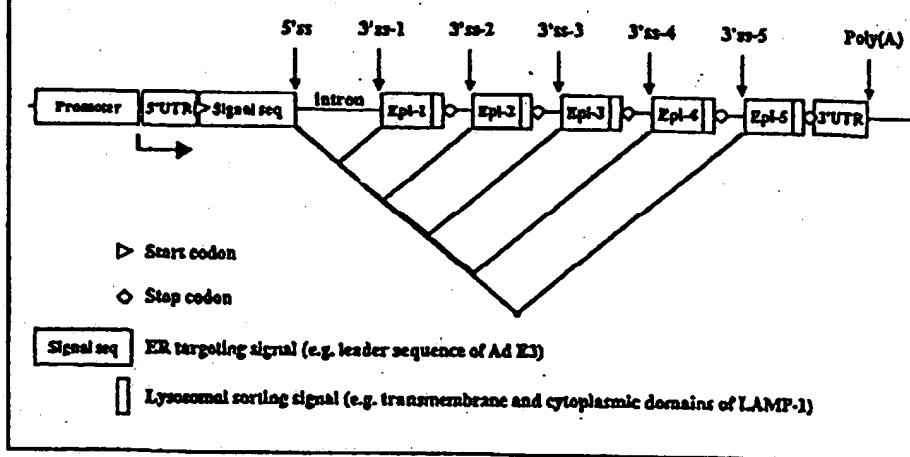 5'ss 3'ss-1 3'ss-2 3'ss-3 3'ss-4 3'ss-5 Poly(A)
Promoter 5'UTR Signal seq intron Epi-1 Epi-2 Epi-3 Epi-4 Epi-5 3'UTR
Start codon
Stop codon
Signal seq ER targeting signal (e.g. leader sequence of Ad E3)
Lysosomal sorting signal (e.g. transmembrane and cytoplasmic domains of LAMP-1)